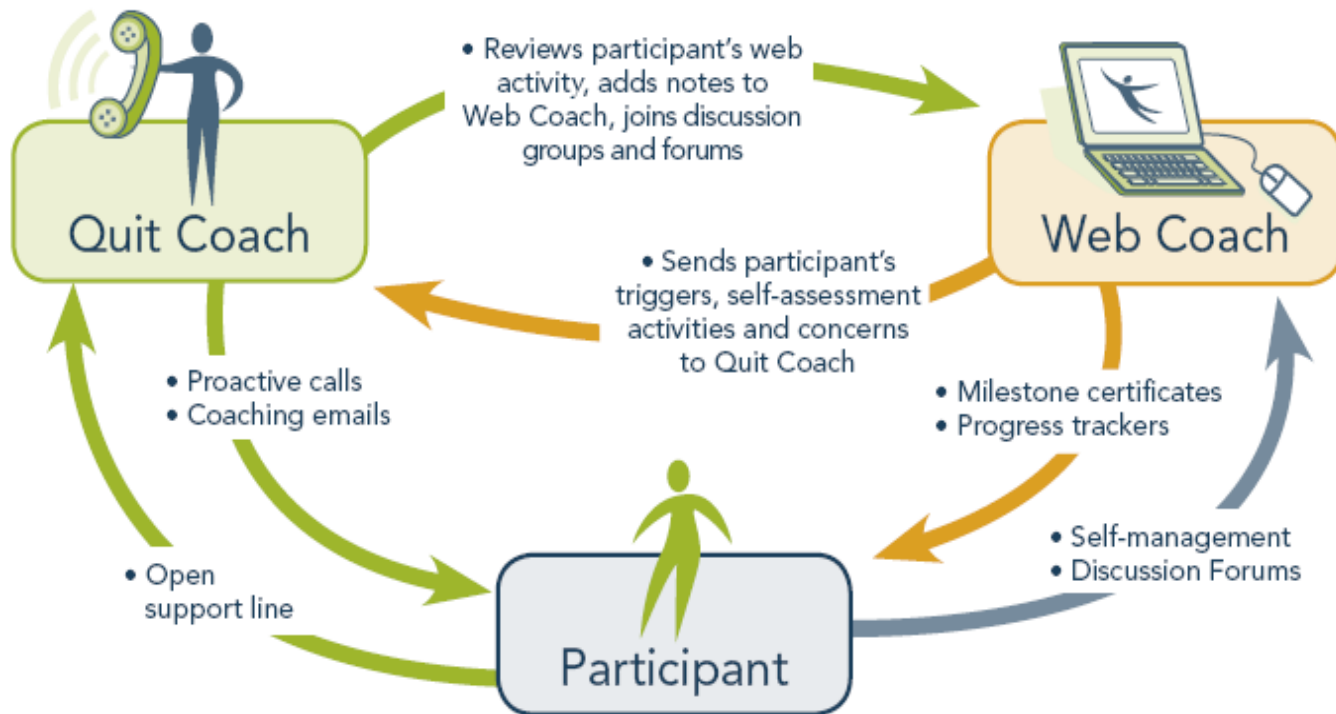 • Reviews participant's web
activity, adds notes to
Web Coach, joins discussion
groups and forums
Quit Coach
Web Coach
• Sends participant's
triggers, self-assessment
activities and concerns
to Quit Coach
• Proactive calls
• Coaching emails
• Milestone certificates
• Progress trackers
• Open
support line
• Self-management
• Discussion Forums
Participant